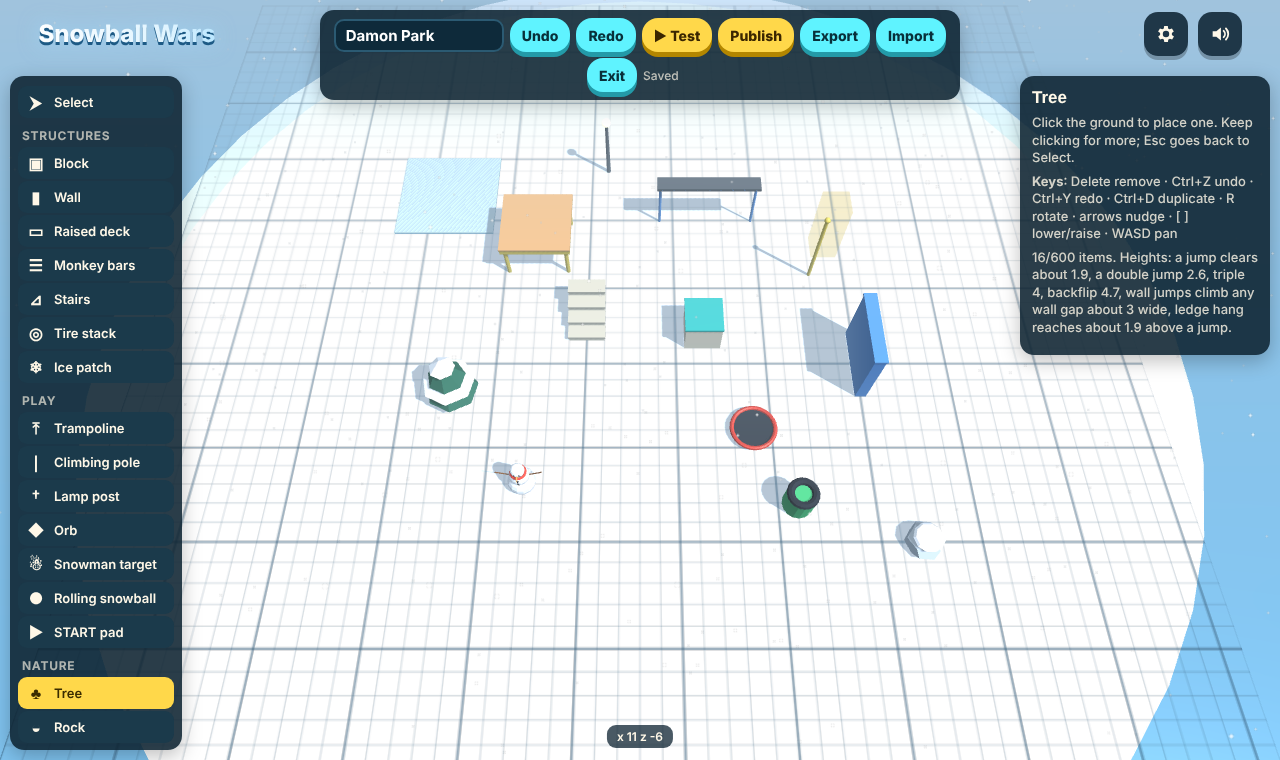 Snowball Wars
Damon Park
Undo
Redo
▶ Test
Publish
Export
Import
Exit
Saved
Select
STRUCTURES
Block
Wall
Raised deck
Monkey bars
Stairs
Tire stack
Ice patch
PLAY
Trampoline
Climbing pole
Lamp post
Orb
Snowman target
Rolling snowball
START pad
NATURE
Tree
Rock
Tree
Click the ground to place one. Keep
clicking for more; Esc goes back to
Select.
Keys: Delete remove · Ctrl+Z undo ·
Ctrl+Y redo · Ctrl+D duplicate · R
rotate · arrows nudge · [ ]
lower/raise · WASD pan
16/600 items. Heights: a jump clears
about 1.9, a double jump 2.6, triple
4, backflip 4.7, wall jumps climb any
wall gap about 3 wide, ledge hang
reaches about 1.9 above a jump.
x 11 z -6